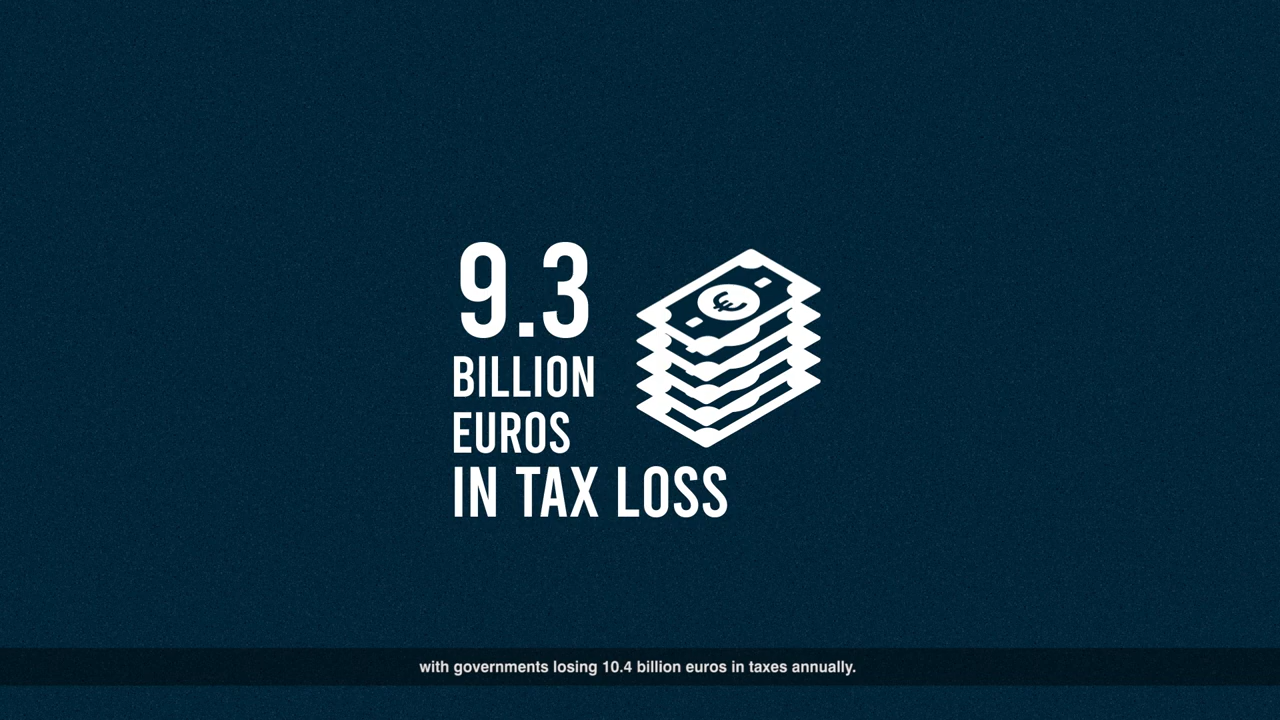 9.3
BILLION
EUROS
IN TAX LOSS
with governments losing 10.4 billion euros in taxes annually.